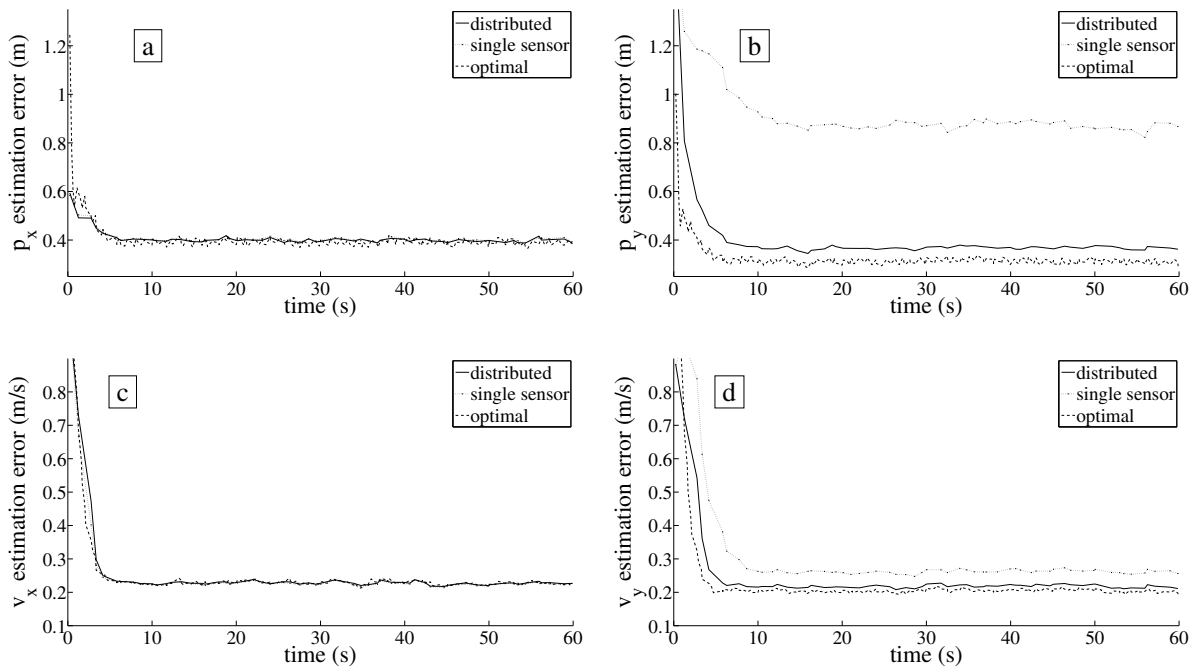 a
distributed
single sensor
optimal
1.2
1
0.8
0.6
0.4
p_x estimation error (m)
0 10 20 30 40 50 60
time (s)
b
distributed
single sensor
optimal
1.2
1
0.8
0.6
0.4
p_y estimation error (m)
0 10 20 30 40 50 60
time (s)
c
distributed
single sensor
optimal
0.8
0.7
0.6
0.5
0.4
0.3
0.2
0.1
v_x estimation error (m/s)
0 10 20 30 40 50 60
time (s)
d
distributed
single sensor
optimal
0.8
0.7
0.6
0.5
0.4
0.3
0.2
0.1
v_y estimation error (m/s)
0 10 20 30 40 50 60
time (s)